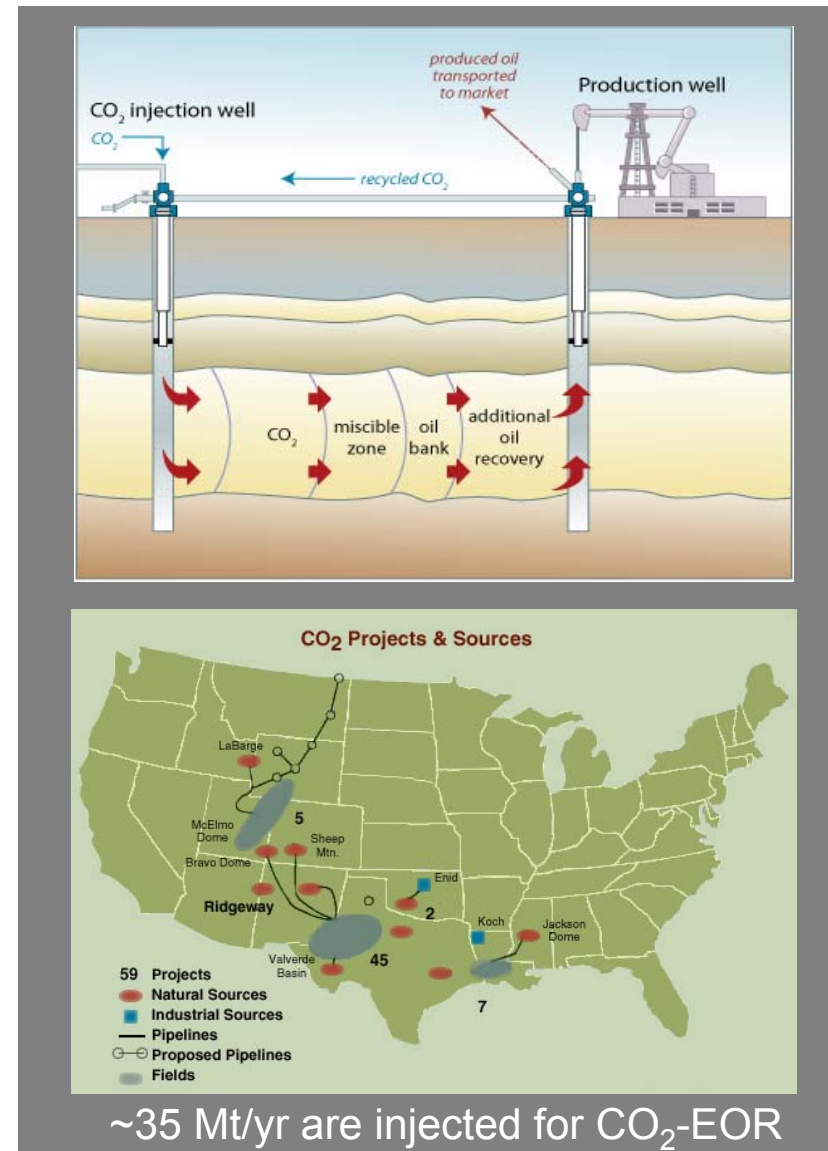 produced oil
transported
to market
Production well
CO₂ injection well
CO₂
recycled CO₂
CO₂
miscible
zone
oil
bank
additional
oil
recovery
CO2 Projects & Sources
LaBarge
McElmo
Dome
5
Sheep
Mtn.
Bravo Dome
Ridgeway
Enid
2
Koch
Jackson
Dome
Valverde
Basin
45
7
59 Projects
Natural Sources
Industrial Sources
Pipelines
Proposed Pipelines
Fields
~35 Mt/yr are injected for CO₂-EOR